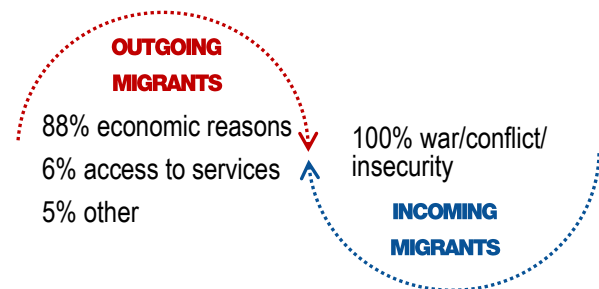 OUTGOING
MIGRANTS
88% economic reasons
6% access to services
5% other
100% war/conflict/
insecurity
INCOMING
MIGRANTS